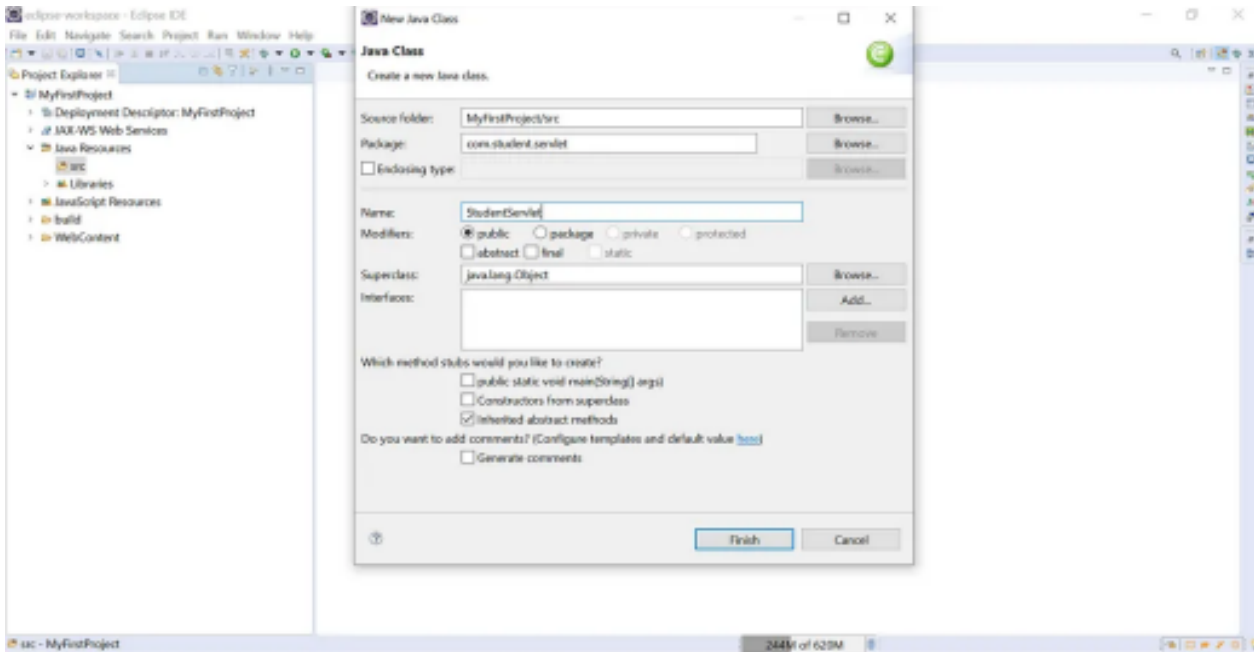 eclipse-workspace - Eclipse IDE
File Edit Navigate Search Project Run Window Help
Project Explorer
MyFirstProject
Deployment Descriptor: MyFirstProject
JAX-WS Web Services
Java Resources
src
Libraries
JavaScript Resources
build
WebContent
New Java Class
Java Class
Create a new Java class.
Source folder: MyFirstProject/src Browse...
Package: com.student.servlet Browse...
Enclosing type: Browse...
Name: StudentServlet
Modifiers: public package private protected
abstract final static
Superclass: java.lang.Object Browse...
Interfaces: Add...
Remove
Which method stubs would you like to create?
public static void main(String[] args)
Constructors from superclass
Inherited abstract methods
Do you want to add comments? (Configure templates and default value here)
Generate comments
Finish Cancel
src - MyFirstProject
244M of 620M